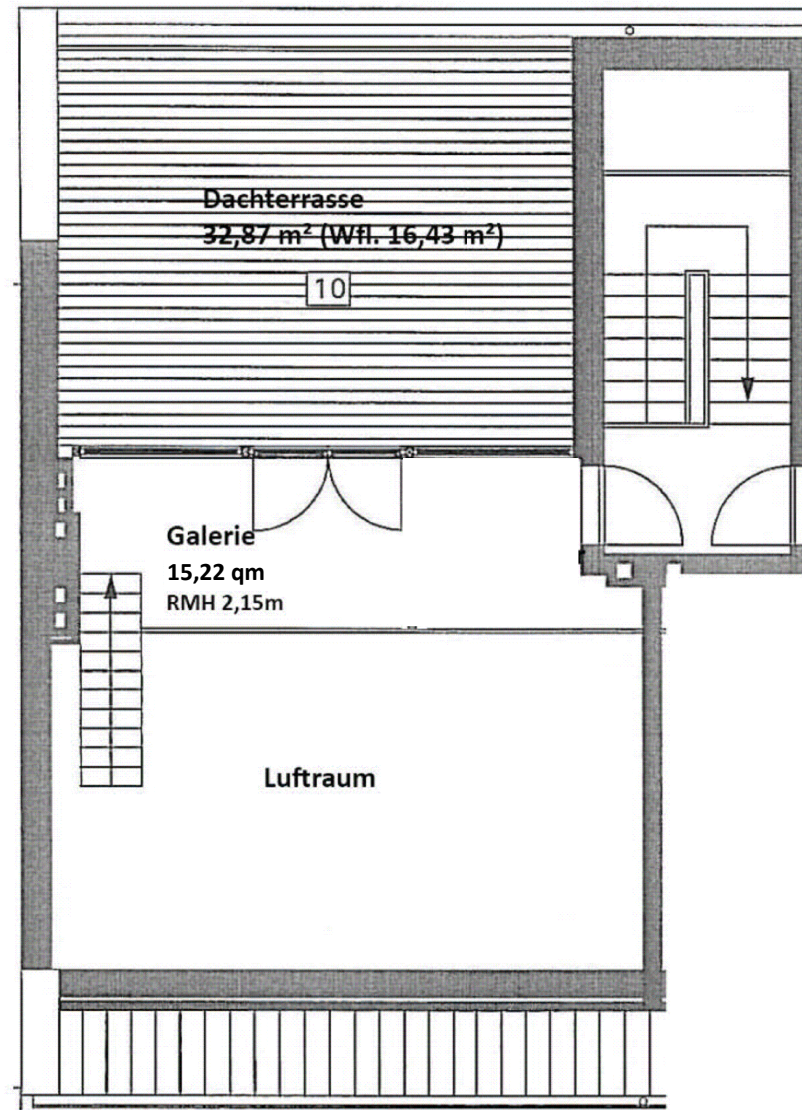 Dachterrasse
32,87 m² (Wfl. 16,43 m²)
10
Galerie
15,22 qm
RMH 2,15m
Luftraum